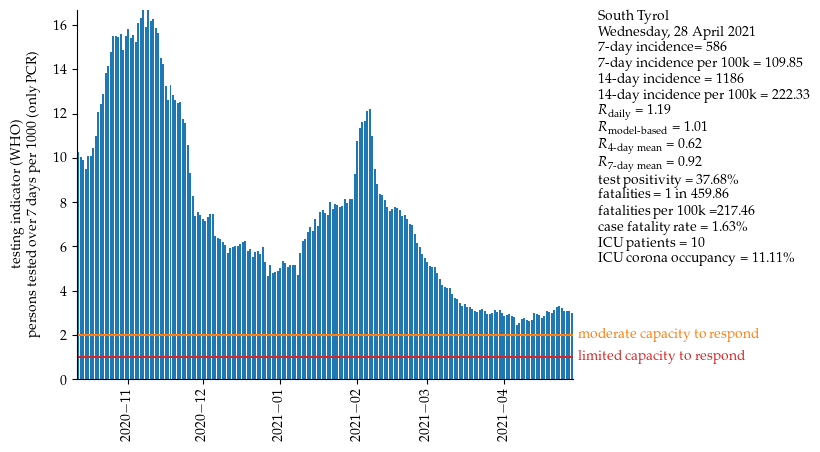 South Tyrol
Wednesday, 28 April 2021
7-day incidence= 586
7-day incidence per 100k = 109.85
14-day incidence = 1186
14-day incidence per 100k = 222.33
R_daily = 1.19
R_model-based = 1.01
R_4-day mean = 0.62
R_7-day mean = 0.92
test positivity = 37.68%
fatalities = 1 in 459.86
fatalities per 100k =217.46
case fatality rate = 1.63%
ICU patients = 10
ICU corona occupancy = 11.11%
testing indicator (WHO)
persons tested over 7 days per 1000 (only PCR)
16
14
12
10
8
6
4
2
0
moderate capacity to respond
limited capacity to respond
2020−11
2020−12
2021−01
2021−02
2021−03
2021−04